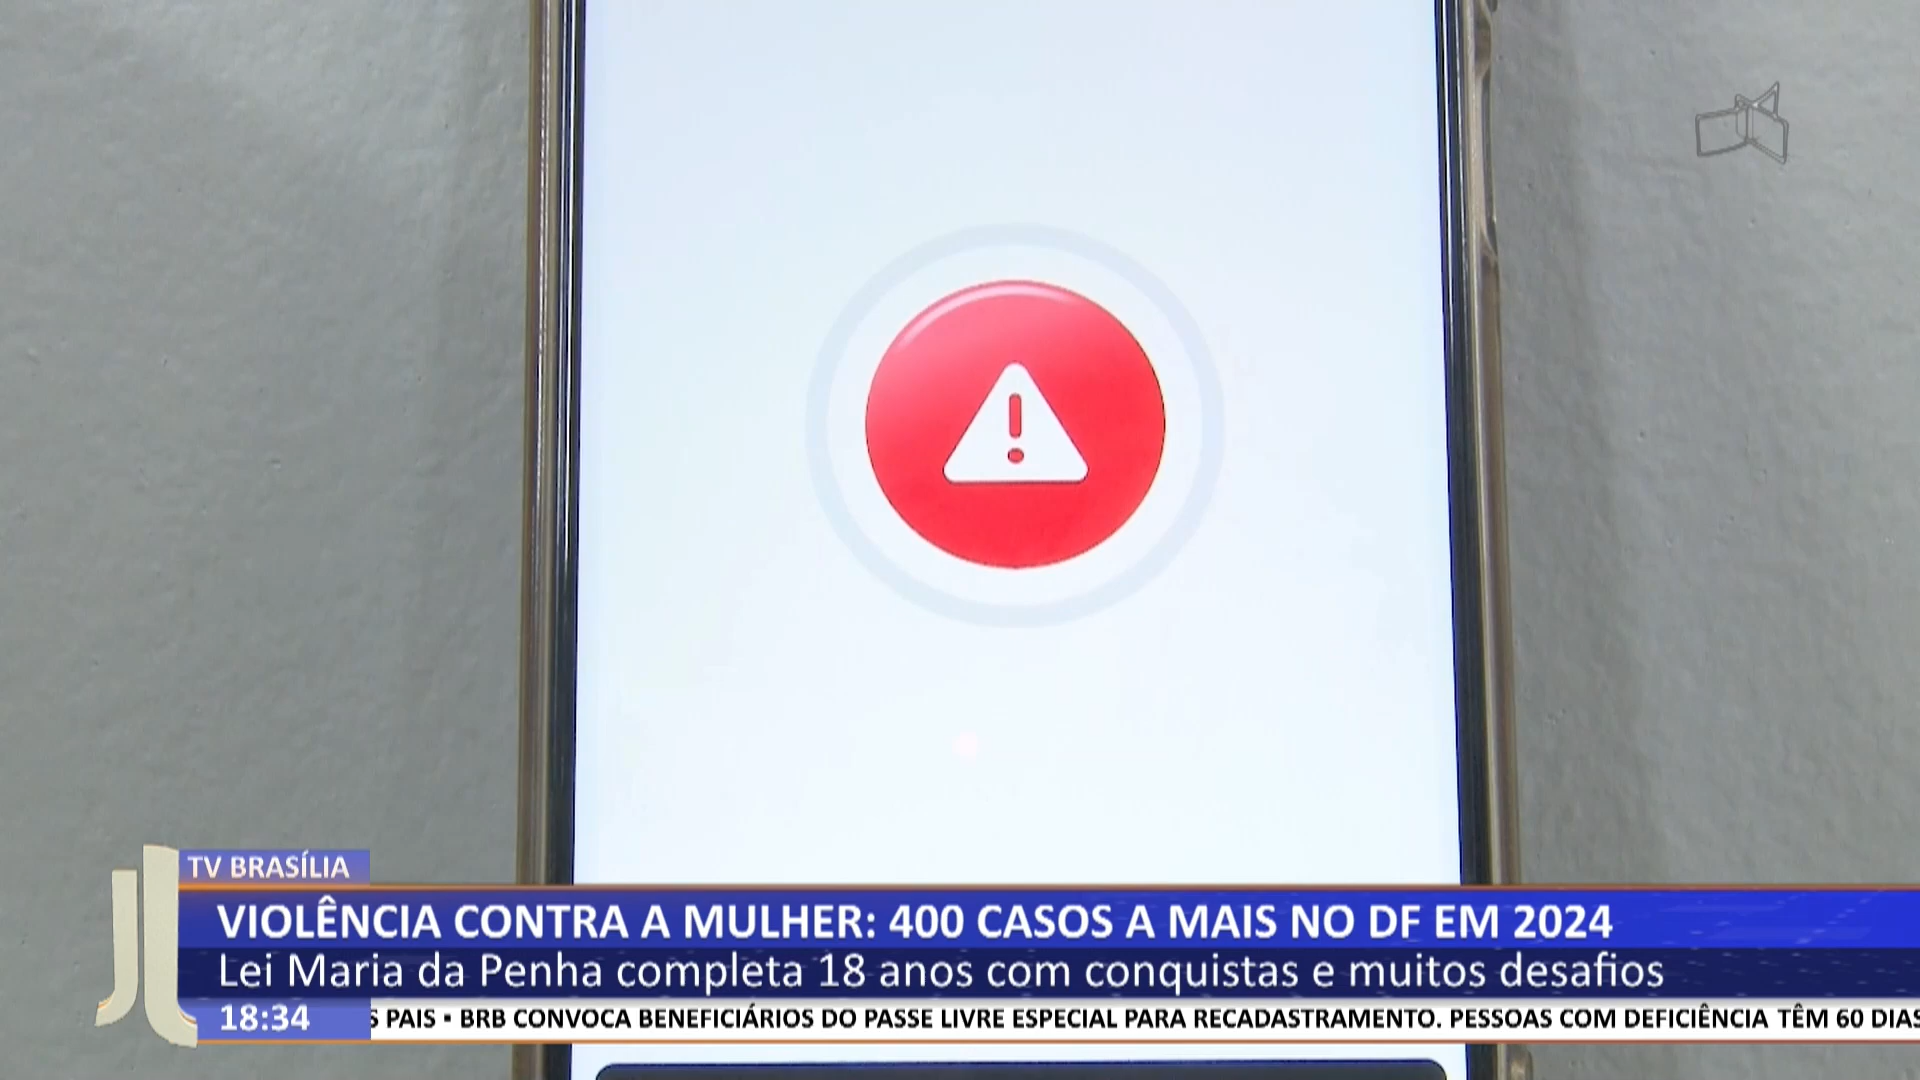 TV BRASÍLIA
VIOLÊNCIA CONTRA A MULHER: 400 CASOS A MAIS NO DF EM 2024
Lei Maria da Penha completa 18 anos com conquistas e muitos desafios
18:34
S PAIS ▪ BRB CONVOCA BENEFICIÁRIOS DO PASSE LIVRE ESPECIAL PARA RECADASTRAMENTO. PESSOAS COM DEFICIÊNCIA TÊM 60 DIAS